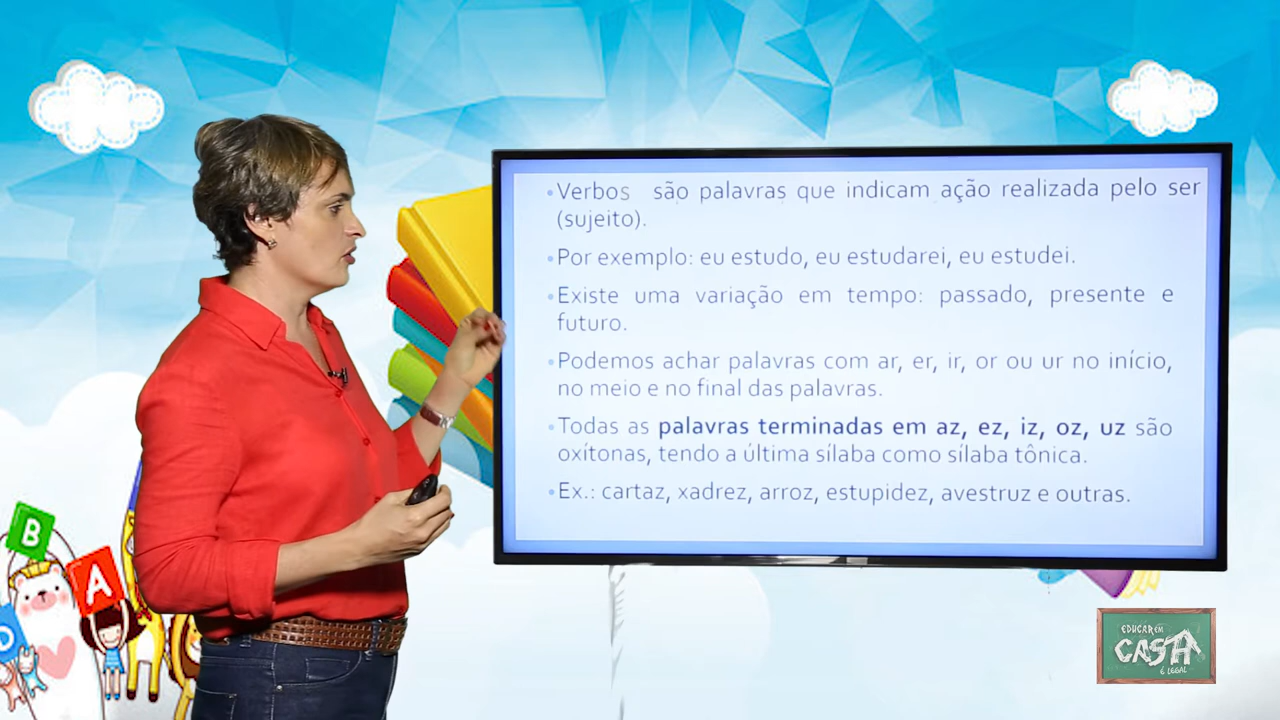 •Verbos são palavras que indicam ação realizada pelo ser
(sujeito).
•Por exemplo: eu estudo, eu estudarei, eu estudei.
•Existe uma variação em tempo: passado, presente e
futuro.
•Podemos achar palavras com ar, er, ir, or ou ur no início,
no meio e no final das palavras.
•Todas as palavras terminadas em az, ez, iz, oz, uz são
oxítonas, tendo a última sílaba como sílaba tônica.
•Ex.: cartaz, xadrez, arroz, estupidez, avestruz e outras.
B
A
EDUCAR EM
CASA
É LEGAL